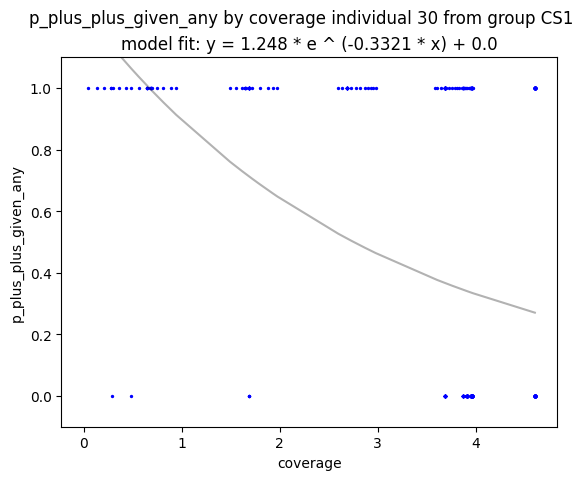 p_plus_plus_given_any by coverage individual 30 from group CS1
model fit: y = 1.248 * e ^ (-0.3321 * x) + 0.0
1.0
0.8
0.6
0.4
0.2
0.0
p_plus_plus_given_any
0 1 2 3 4
coverage